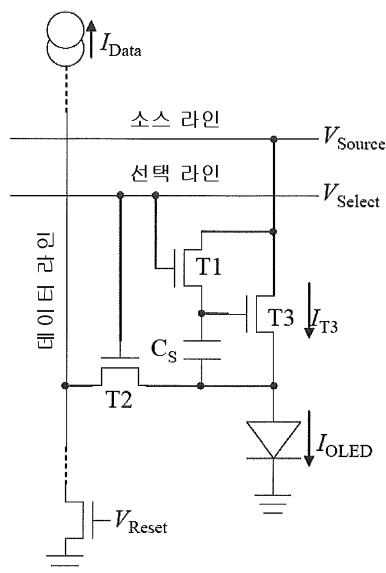 I_Data
소스 라인
V_Source
선택 라인
V_Select
데이터 라인
T1
T3
I_T3
C_S
T2
I_OLED
V_Reset